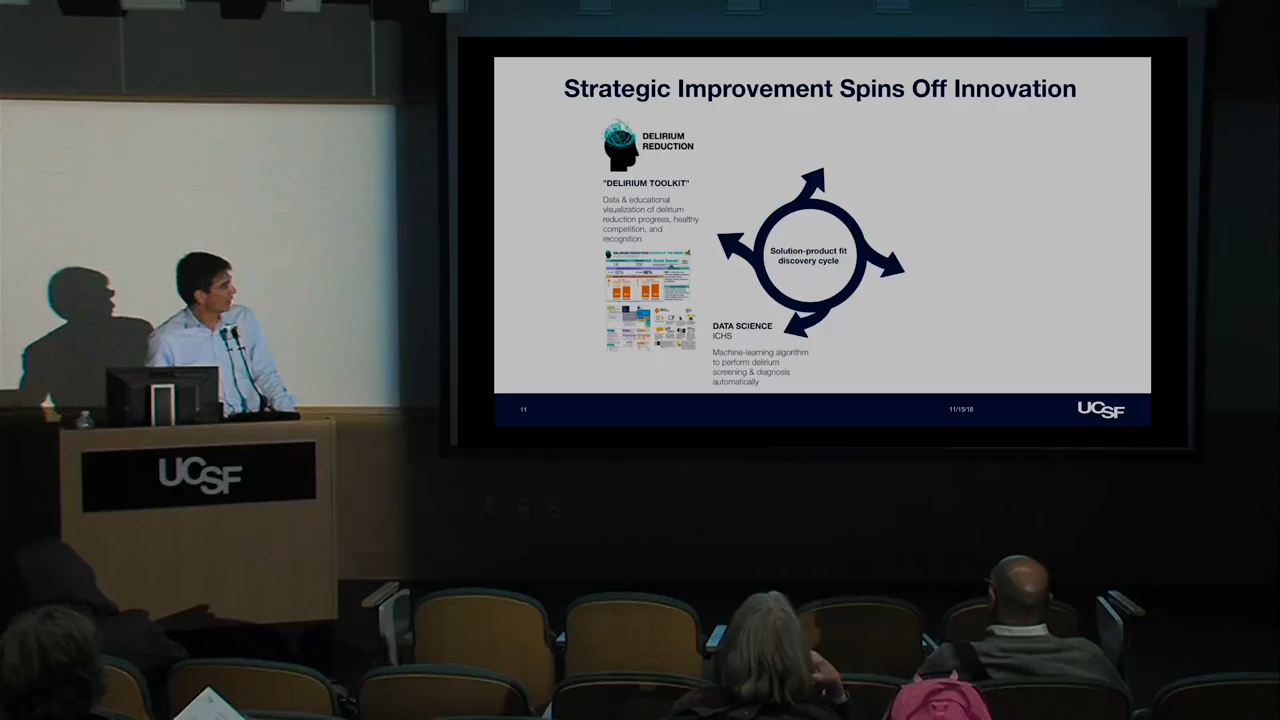 Strategic Improvement Spins Off Innovation
DELIRIUM
REDUCTION
"DELIRIUM TOOLKIT"
Data & educational
visualization of delirium
reduction progress, healthy
competition, and
recognition
Solution-product fit
discovery cycle
DATA SCIENCE
ICHS
Machine-learning algorithm
to perform delirium
screening & diagnosis
automatically
11
11/15/18
UCSF
UCSF